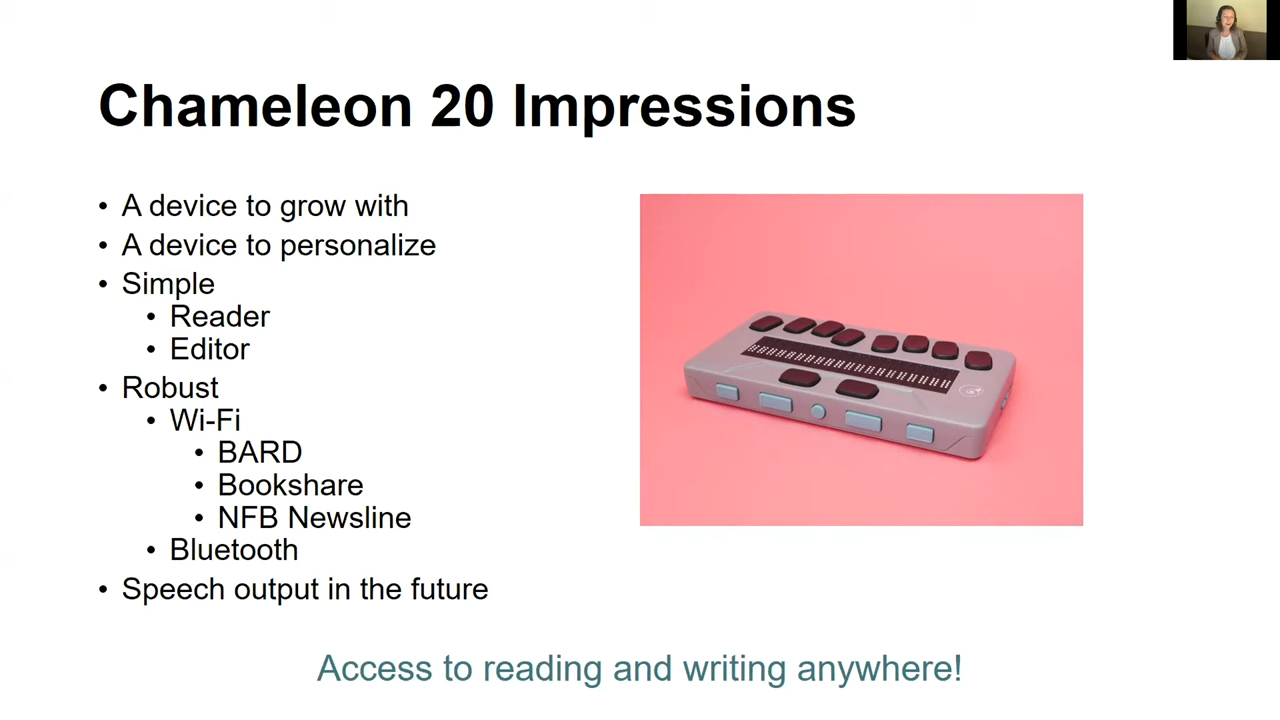 Chameleon 20 Impressions
• A device to grow with
• A device to personalize
• Simple
• Reader
• Editor
• Robust
• Wi-Fi
• BARD
• Bookshare
• NFB Newsline
• Bluetooth
• Speech output in the future
Access to reading and writing anywhere!